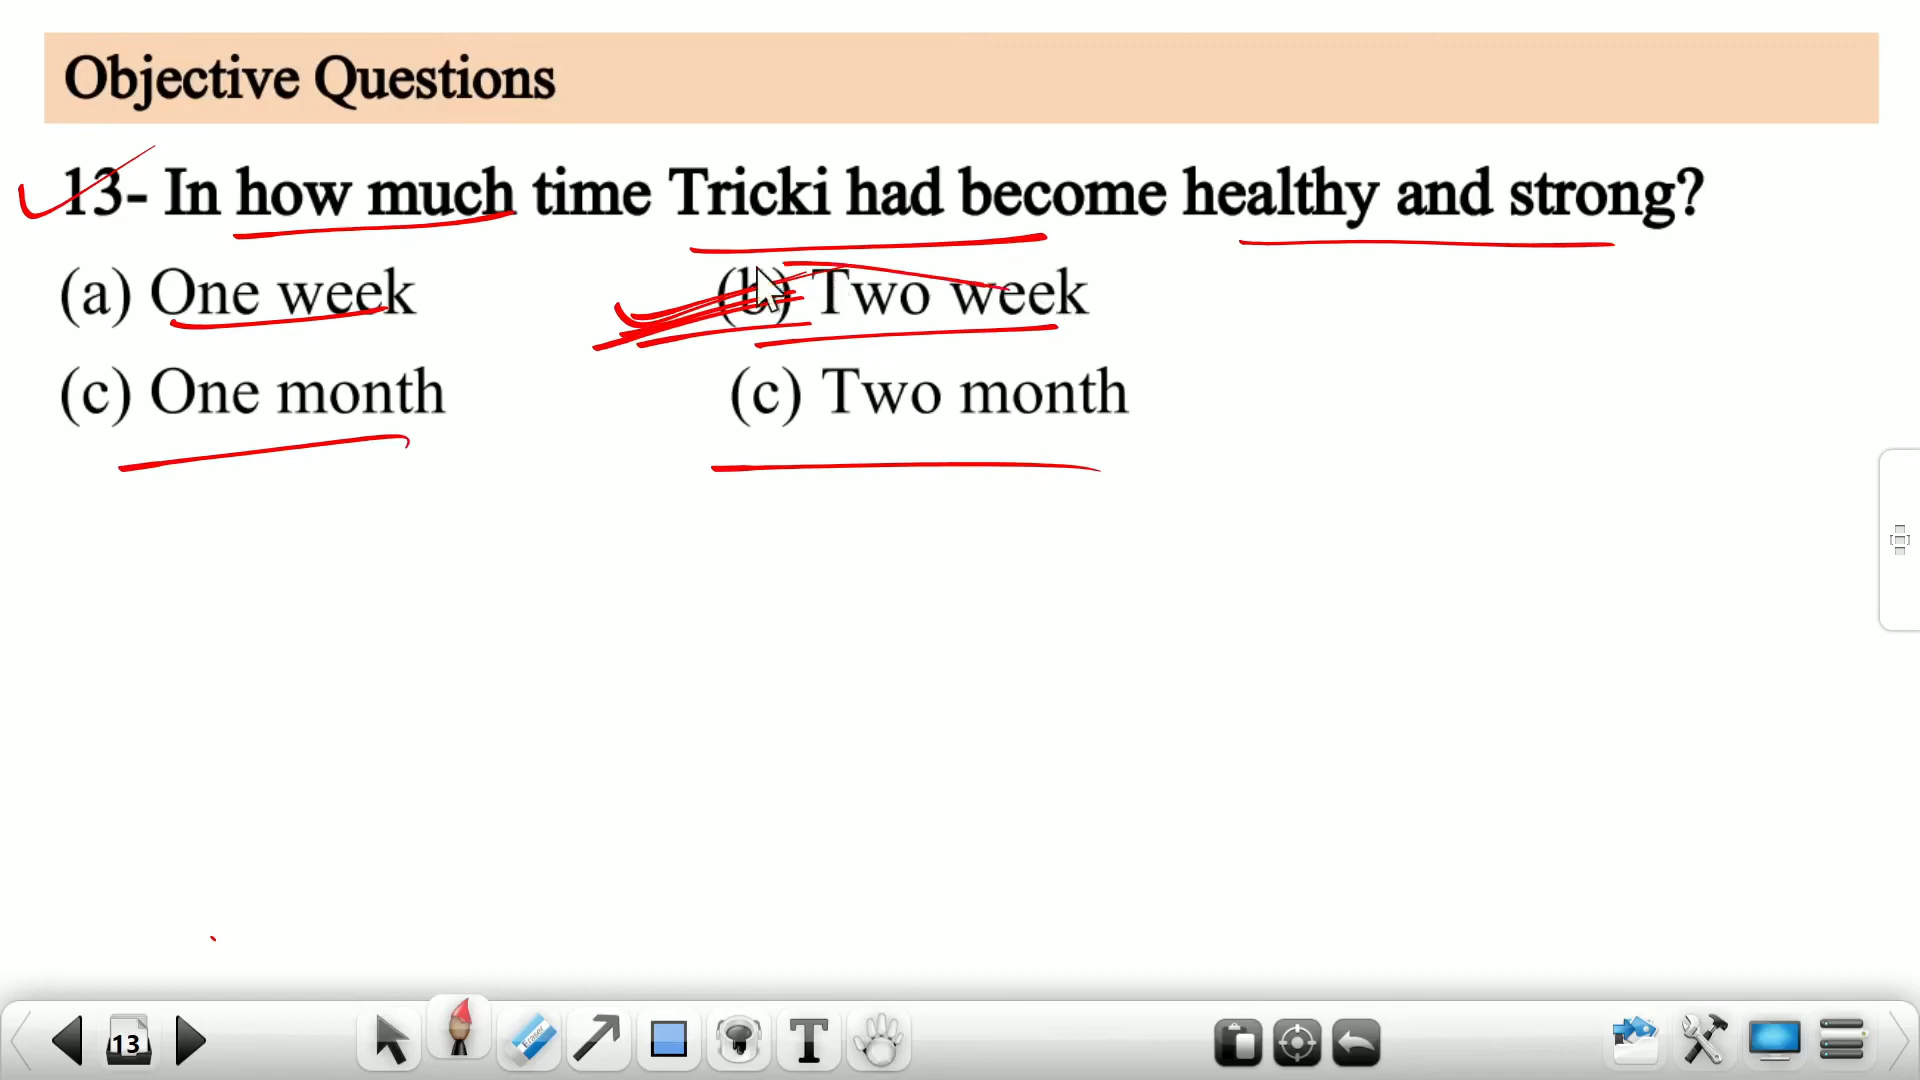 Objective Questions
13- In how much time Tricki had become healthy and strong?
(a) One week (b) Two week
(c) One month (c) Two month
13
Eraser
T